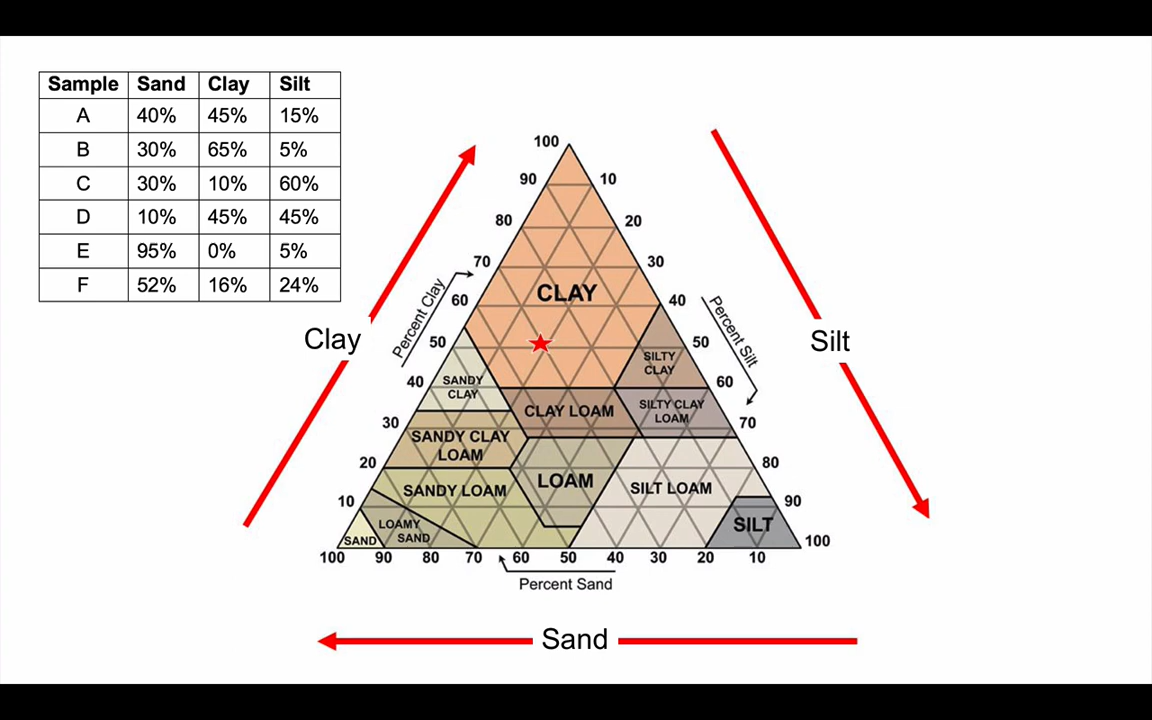 Sample Sand Clay Silt
A 40% 45% 15%
B 30% 65% 5%
C 30% 10% 60%
D 10% 45% 45%
E 95% 0% 5%
F 52% 16% 24%
100
90 10
80 20
70 30
60 40
50 50
40 60
30 70
20 80
10 90
100
Percent Clay
Percent Silt
Clay
Silt
CLAY
SILTY
CLAY
SANDY
CLAY
CLAY LOAM
SILTY CLAY
LOAM
SANDY CLAY
LOAM
LOAM
SANDY LOAM
SILT LOAM
LOAMY
SAND
SAND
SILT
100 90 80 70 60 50 40 30 20 10
Percent Sand
Sand